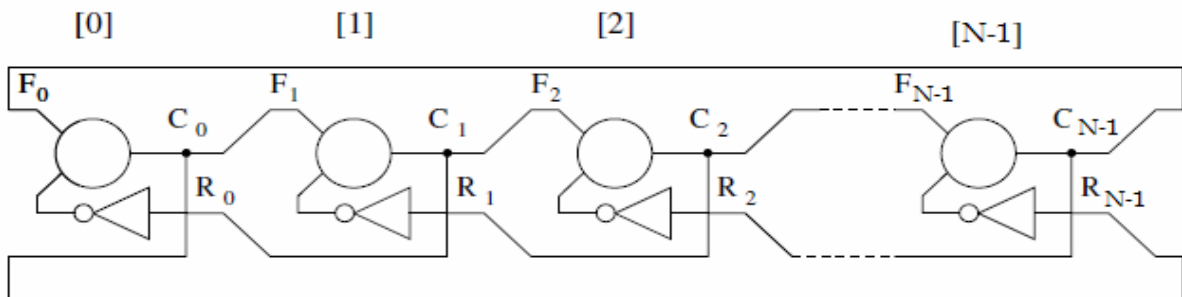 [0] [1] [2] [N-1]
F0 F1 F2 FN-1
C0 C1 C2 CN-1
R0 R1 R2 RN-1